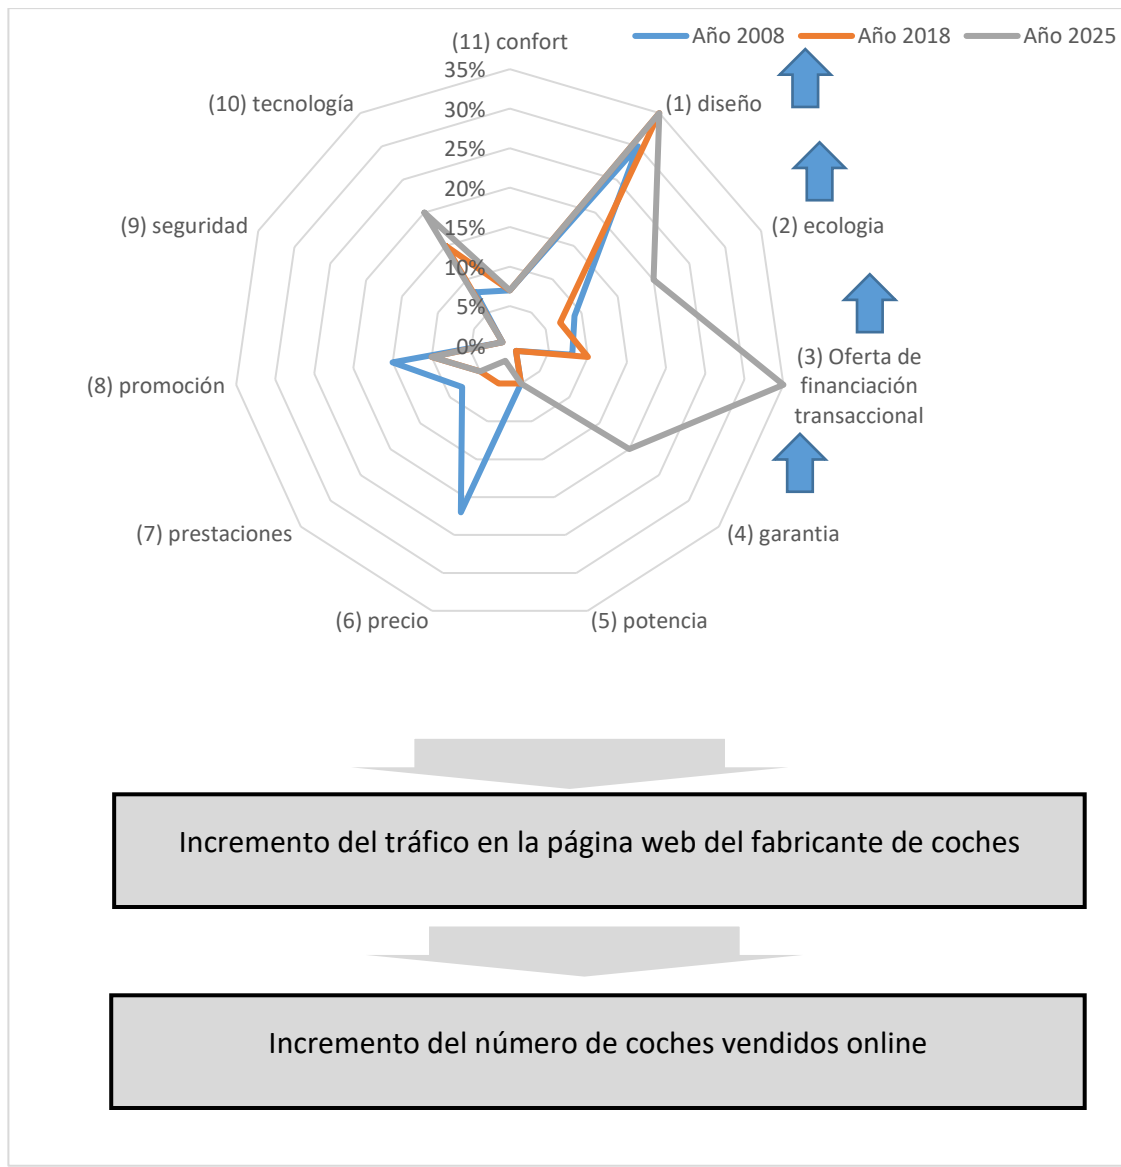 Año 2008 Año 2018 Año 2025
(11) confort
35%
30%
25%
20%
15%
10%
5%
0%
(1) diseño
(2) ecologia
(3) Oferta de
financiación
transaccional
(4) garantia
(5) potencia
(6) precio
(7) prestaciones
(8) promoción
(9) seguridad
(10) tecnología
Incremento del tráfico en la página web del fabricante de coches
Incremento del número de coches vendidos online